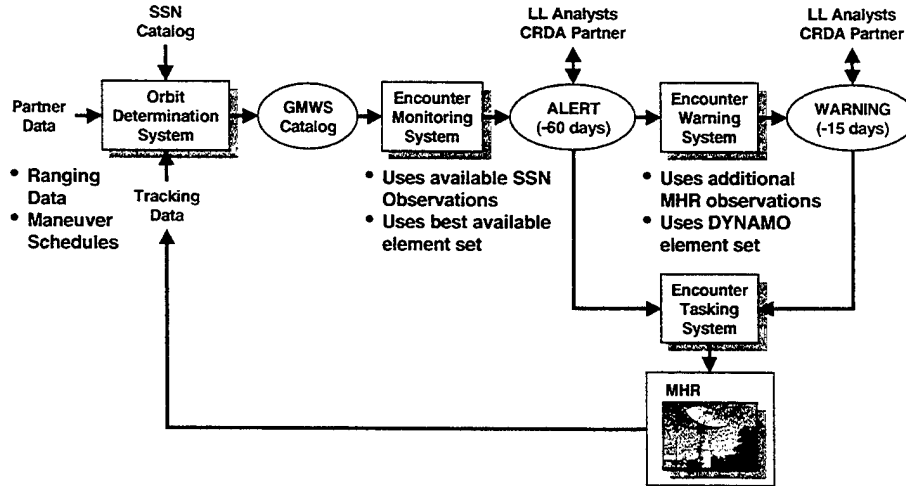 SSN
Catalog
LL Analysts
CRDA Partner
LL Analysts
CRDA Partner
Partner
Data
Orbit
Determination
System
GMWS
Catalog
Encounter
Monitoring
System
ALERT
(-60 days)
Encounter
Warning
System
WARNING
(-15 days)
• Ranging
Data
• Maneuver
Schedules
Tracking
Data
• Uses available SSN
Observations
• Uses best available
element set
• Uses additional
MHR observations
• Uses DYNAMO
element set
Encounter
Tasking
System
MHR